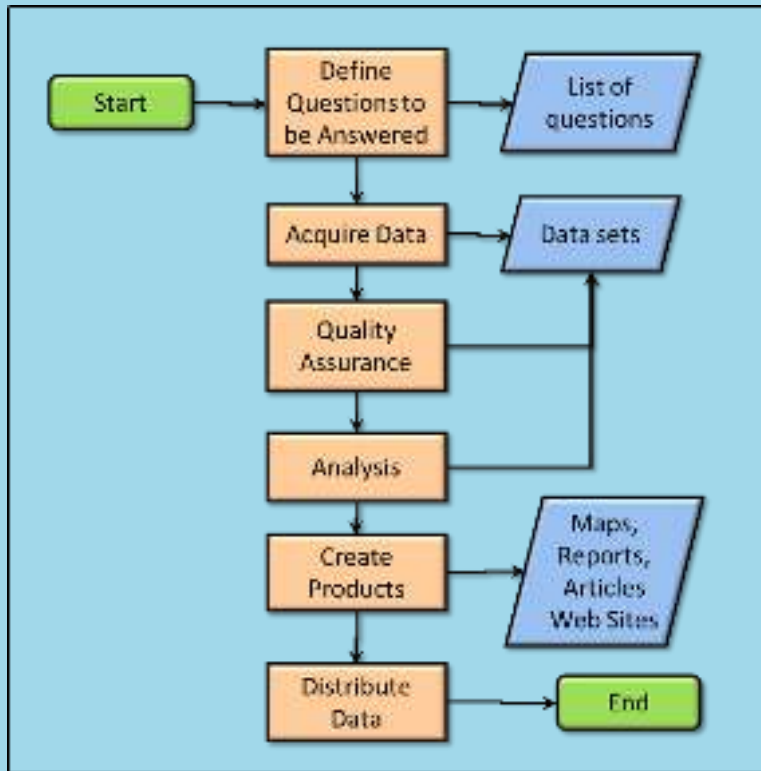 Start
Define
Questions to
be Answered
List of
questions
Acquire Data
Data sets
Quality
Assurance
Analysis
Create
Products
Maps,
Reports,
Articles
Web Sites
Distribute
Data
End